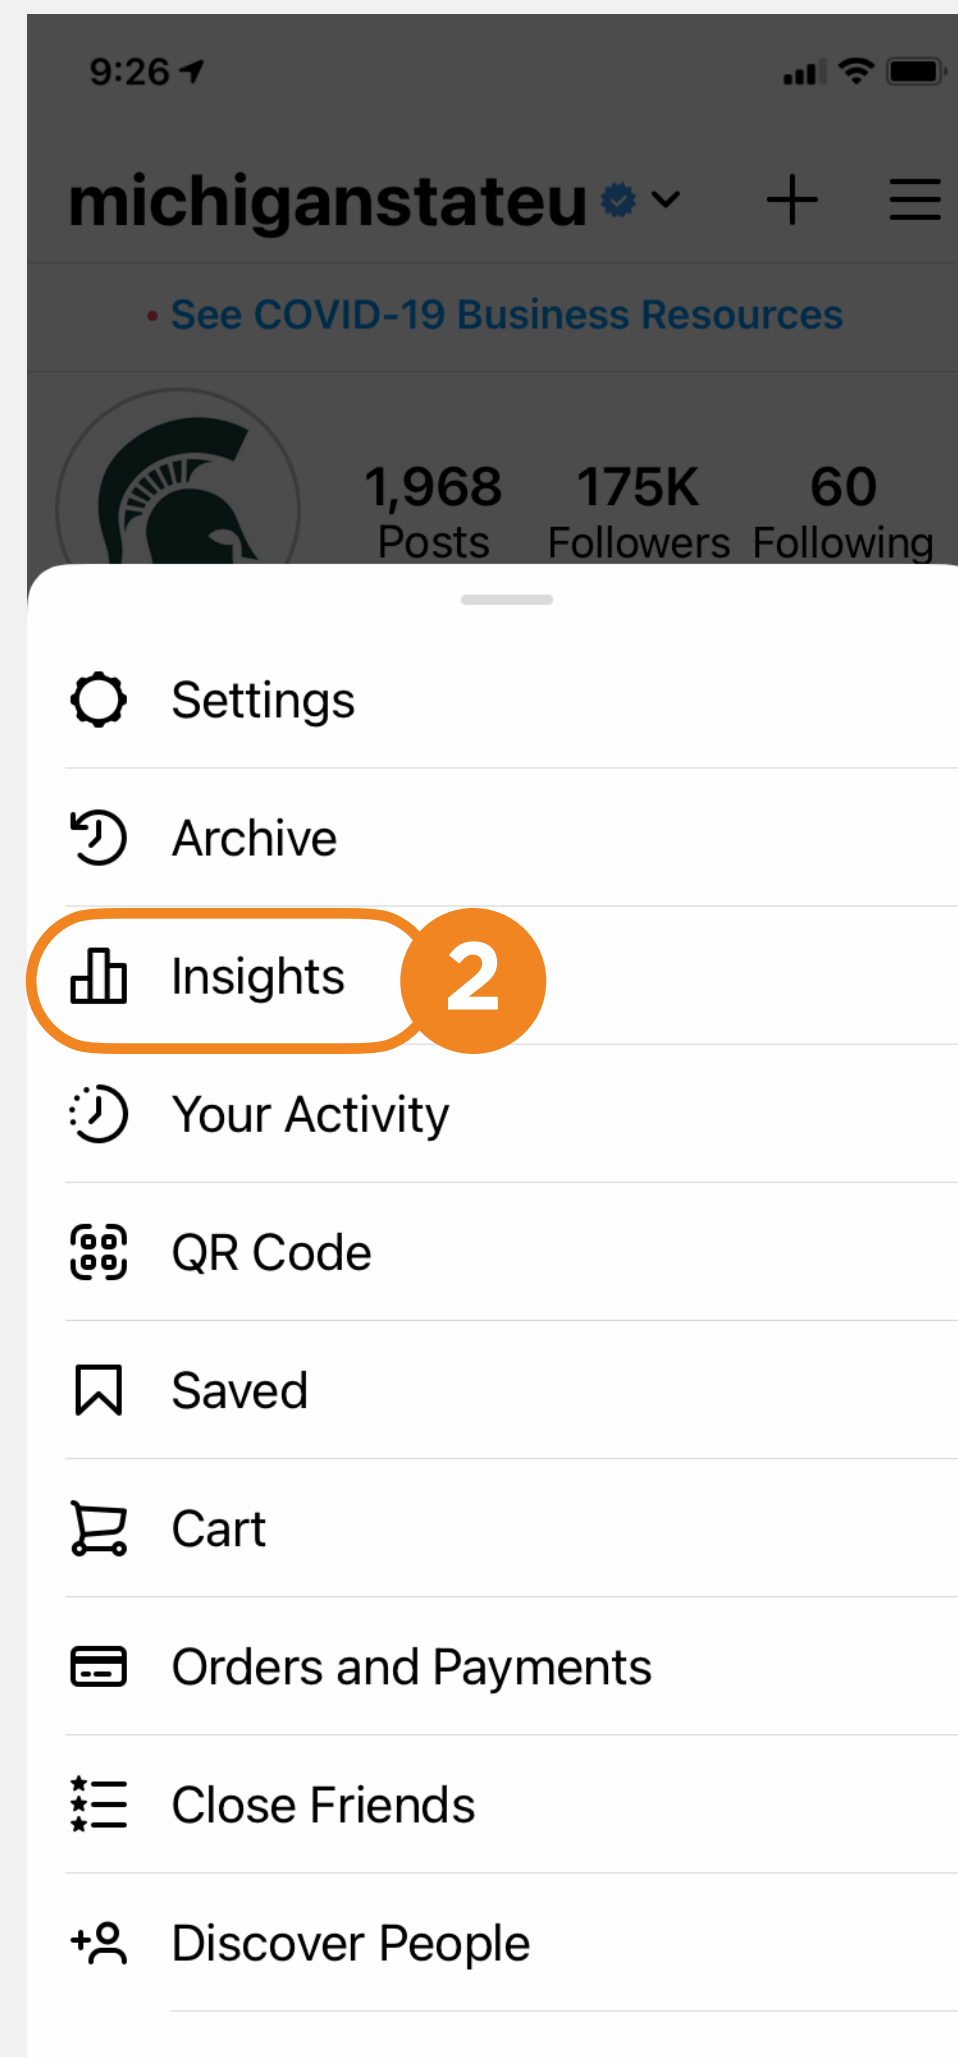 9:26
michiganstateu
• See COVID-19 Business Resources
1,968 175K 60
Posts Followers Following
Settings
Archive
Insights 2
Your Activity
QR Code
Saved
Cart
Orders and Payments
Close Friends
Discover People